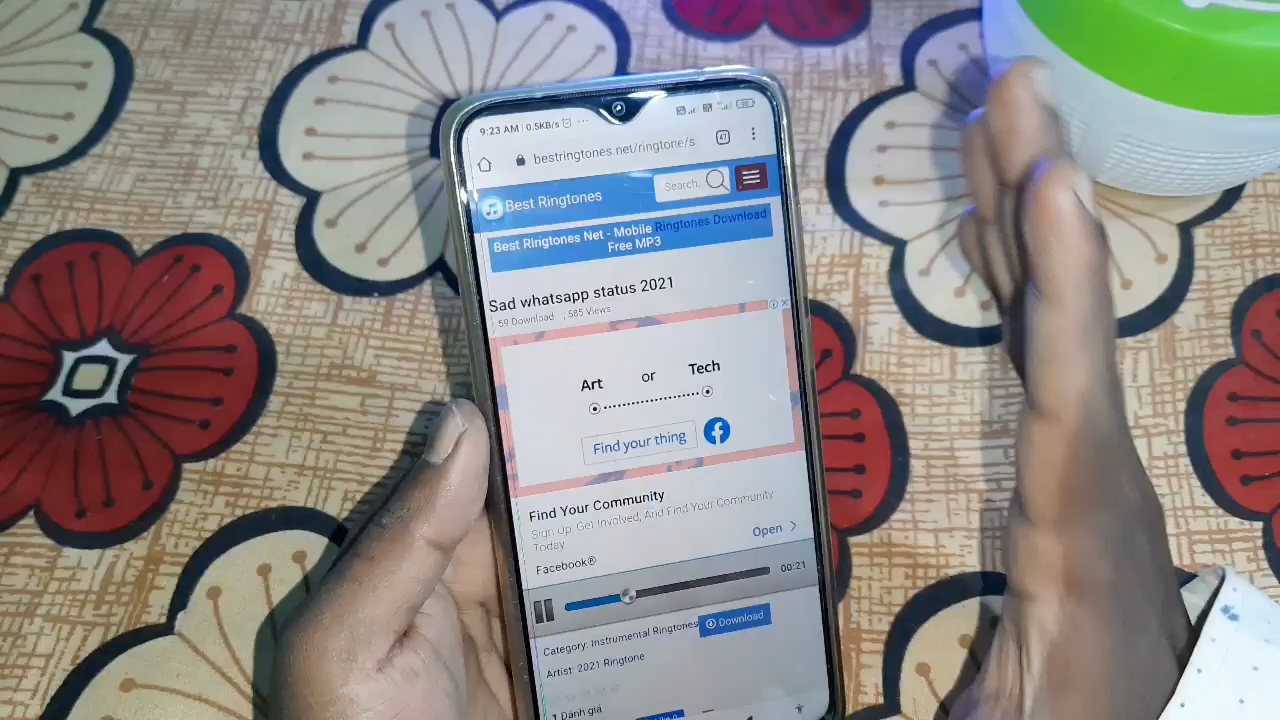 9:23 AM | 0.5KB/s
bestringtones.net/ringtone/s
47
Best Ringtones
Search.
Best Ringtones Net - Mobile Ringtones Download
Free MP3
Sad whatsapp status 2021
59 Download , 585 Views
Art or Tech
Find your thing
Find Your Community
Sign Up, Get Involved, And Find Your Community
Today
Open
Facebook®
00:21
Category: Instrumental Ringtones
Download
Artist: 2021 Ringtone
1 Đánh giá